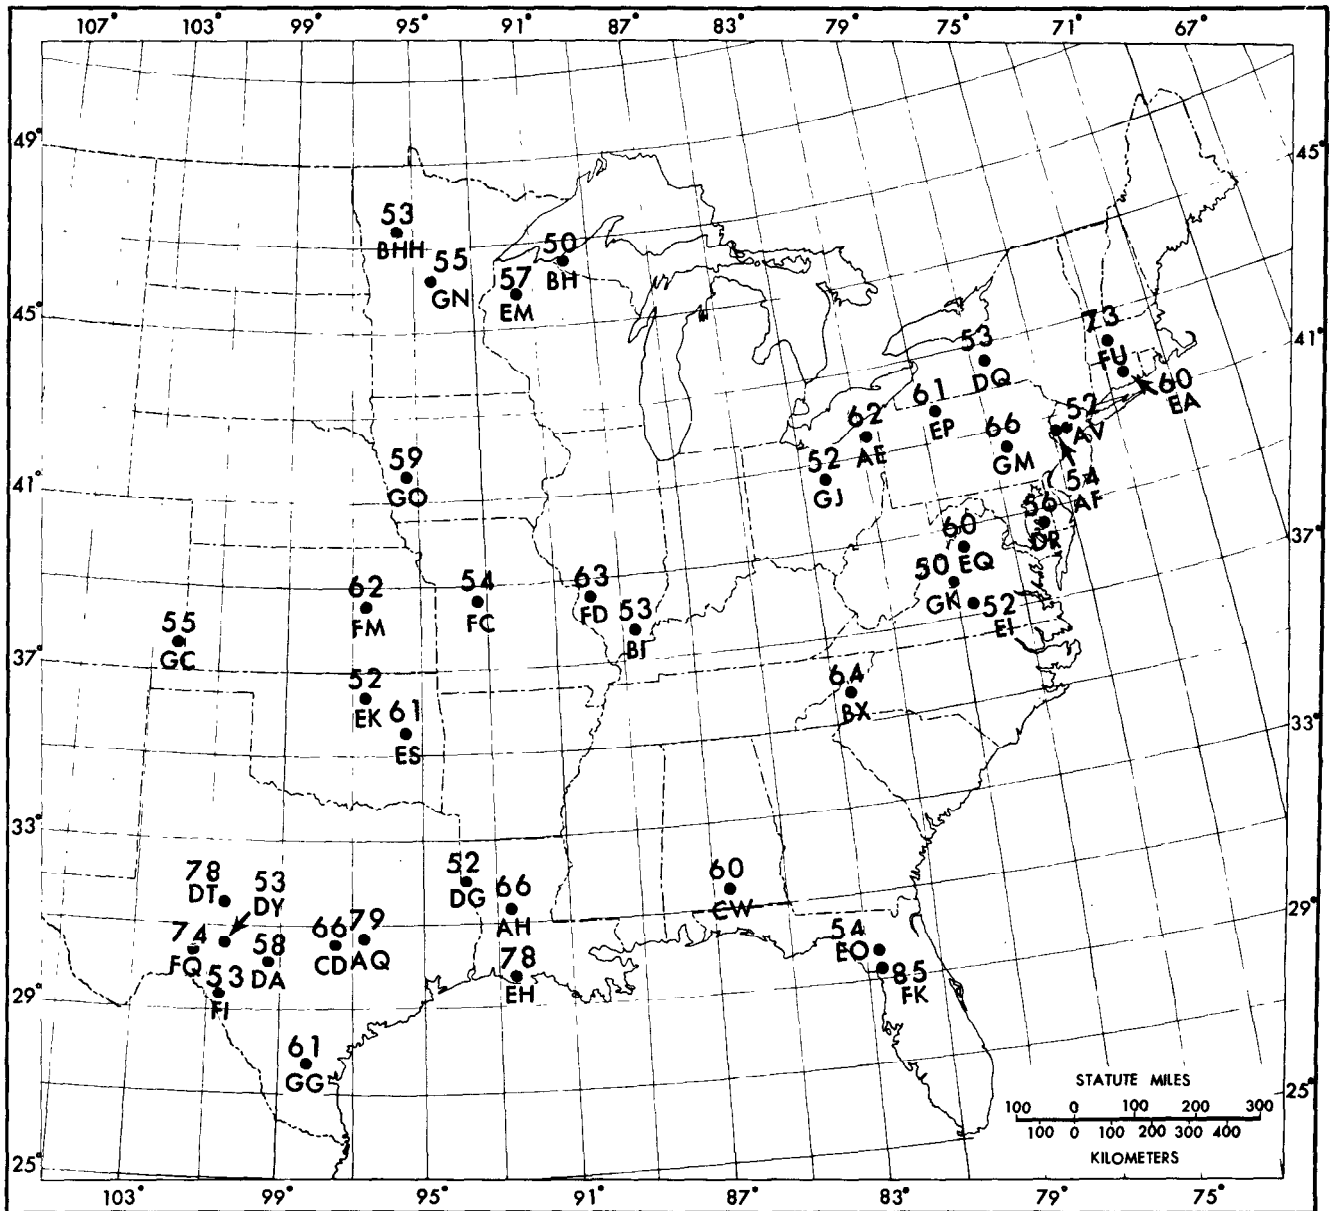 107° 103° 99° 95° 91° 87° 83° 79° 75° 71° 67°
49°
45°
53
BHH
55
GN
50
BH
57
EM
45°
73
FU
41°
53
DQ
60
EA
61
EP
62
AE
52
AV
66
GM
59
GO
52
GJ
54
AF
41°
56
DR
60
EQ
37°
50
GK
62
FM
54
FC
63
FD
53
BI
52
EI
55
GC
37°
52
EK
61
ES
64
BX
33°
33°
78
DT
53
DY
52
DG
66
AH
60
CW
29°
74
FQ
58
DA
66
CD
79
AQ
54
EO
53
FI
78
EH
85
FK
29°
61
GG
STATUTE MILES
100 0 100 200 300
100 0 100 200 300 400
KILOMETERS
25°
25°
103° 99° 95° 91° 87° 83° 79° 75°